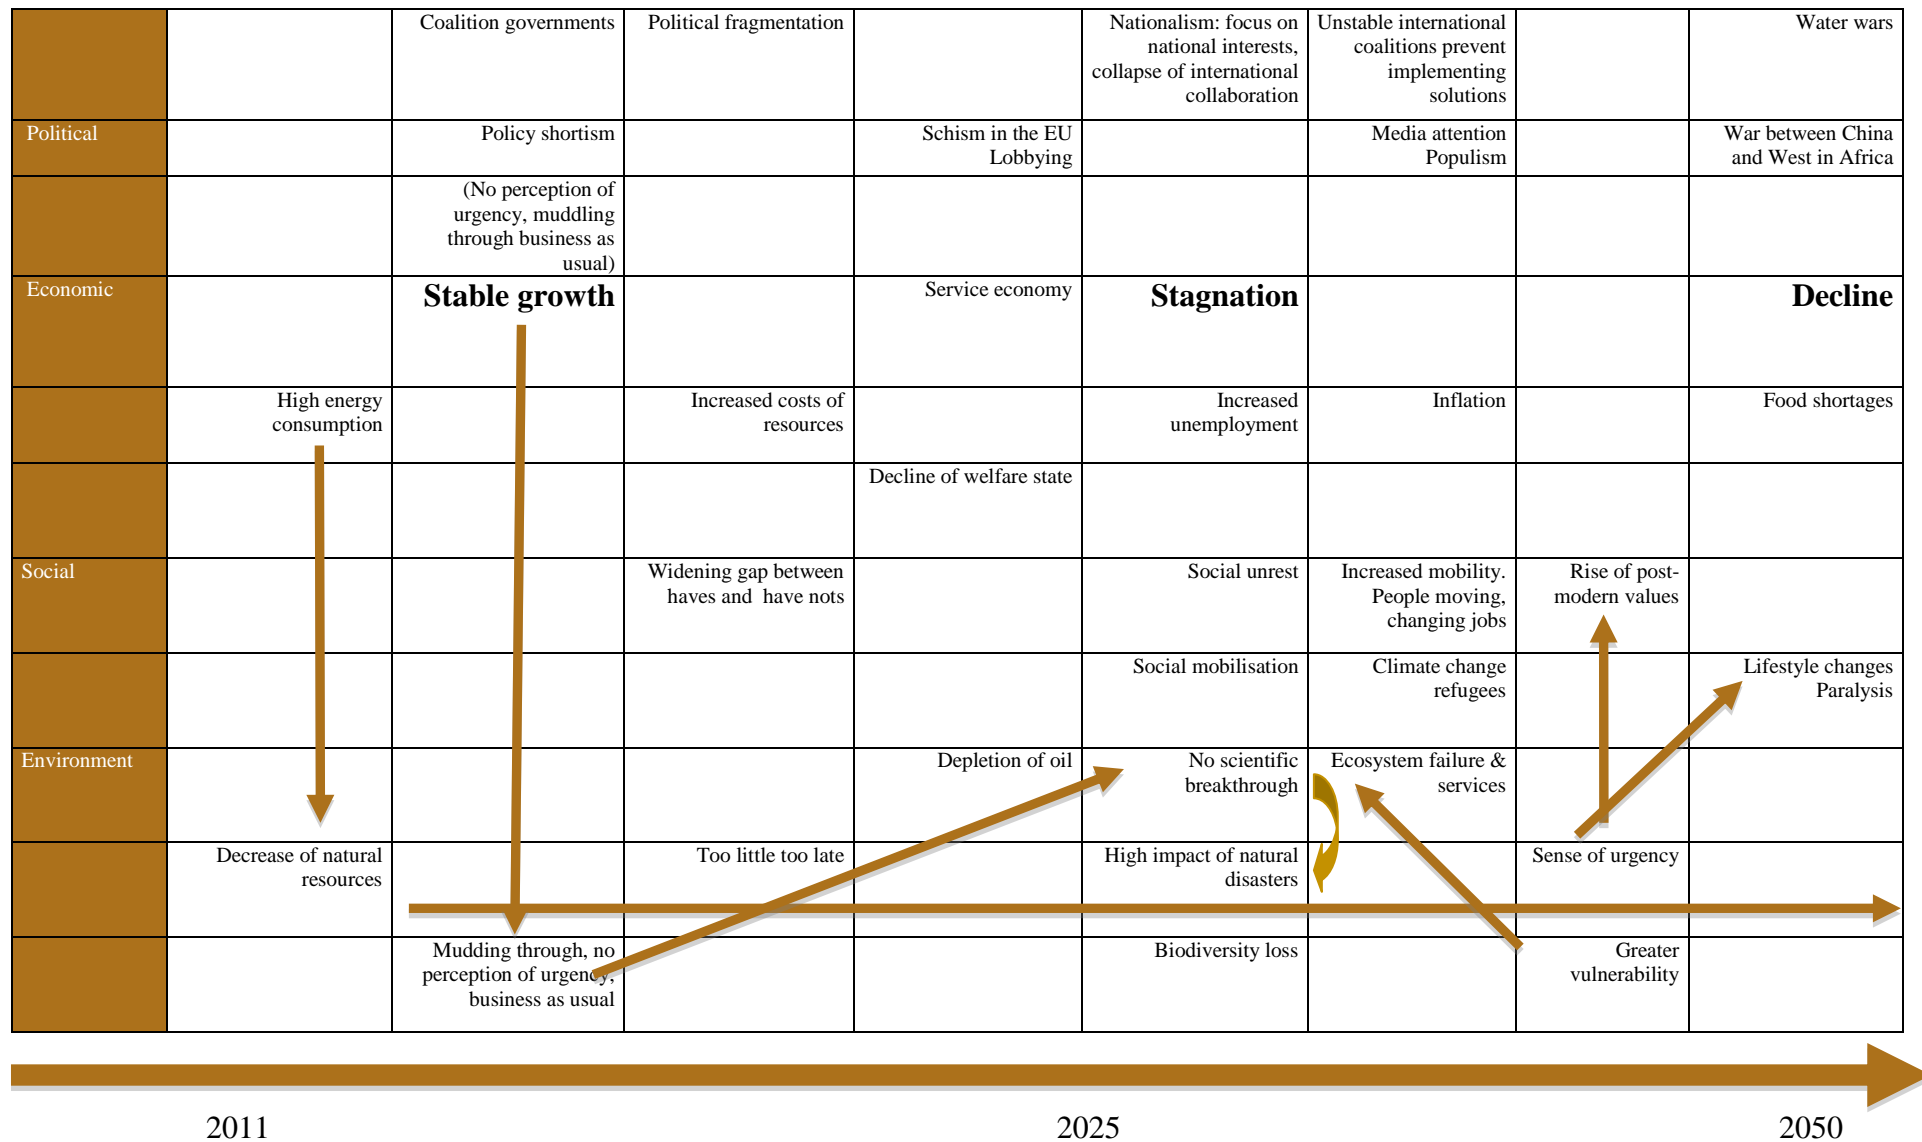 Coalition governments
Political fragmentation
Nationalism: focus on
national interests,
collapse of international
collaboration
Unstable international
coalitions prevent
implementing
solutions
Water wars
Political
Policy shortism
Schism in the EU
Lobbying
Media attention
Populism
War between China
and West in Africa
(No perception of
urgency, muddling
through business as
usual)
Economic
Stable growth
Service economy
Stagnation
Decline
High energy
consumption
Increased costs of
resources
Increased
unemployment
Inflation
Food shortages
Decline of welfare state
Social
Widening gap between
haves and have nots
Social unrest
Increased mobility.
People moving,
changing jobs
Rise of post-
modern values
Social mobilisation
Climate change
refugees
Lifestyle changes
Paralysis
Environment
Depletion of oil
No scientific
breakthrough
Ecosystem failure &
services
Decrease of natural
resources
Too little too late
High impact of natural
disasters
Sense of urgency
Mudding through, no
perception of urgency,
business as usual
Biodiversity loss
Greater
vulnerability
2011
2025
2050